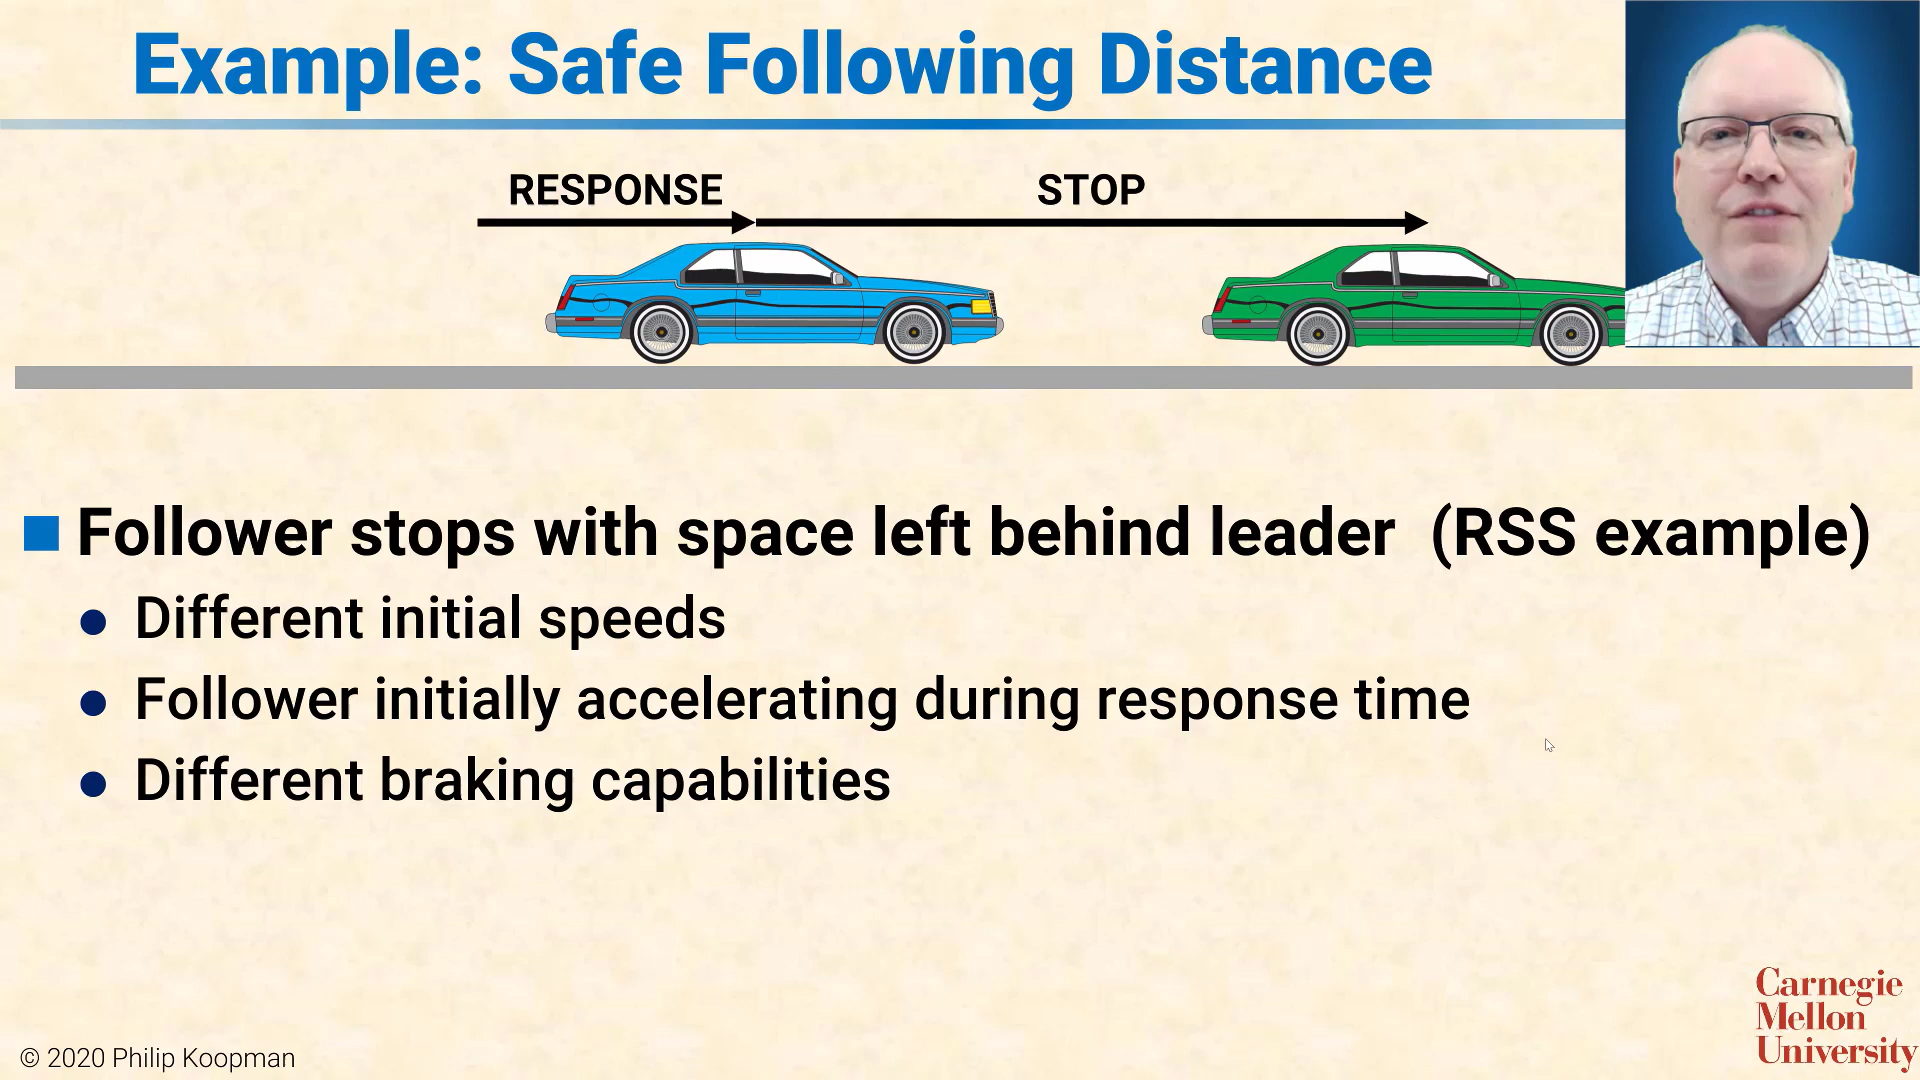 Example: Safe Following Distance
RESPONSE
STOP
Follower stops with space left behind leader (RSS example)
Different initial speeds
Follower initially accelerating during response time
Different braking capabilities
Carnegie
Mellon
University
© 2020 Philip Koopman